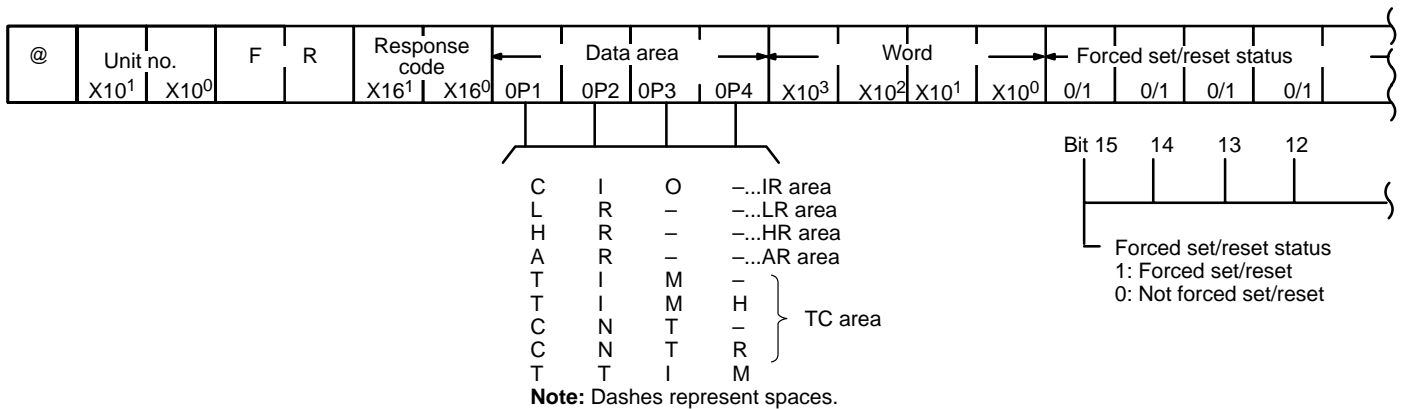 @ Unit no. F R Response code Data area Word Forced set/reset status
X10¹ X10⁰ X16¹ X16⁰ 0P1 0P2 0P3 0P4 X10³ X10² X10¹ X10⁰ 0/1 0/1 0/1 0/1
Bit 15 14 13 12
C I O –...IR area
L R – –...LR area
H R – –...HR area
A R – –...AR area
T I M –
T I M H
C N T –
C N T R
TC area
T T I M
Note: Dashes represent spaces.
Forced set/reset status
1: Forced set/reset
0: Not forced set/reset